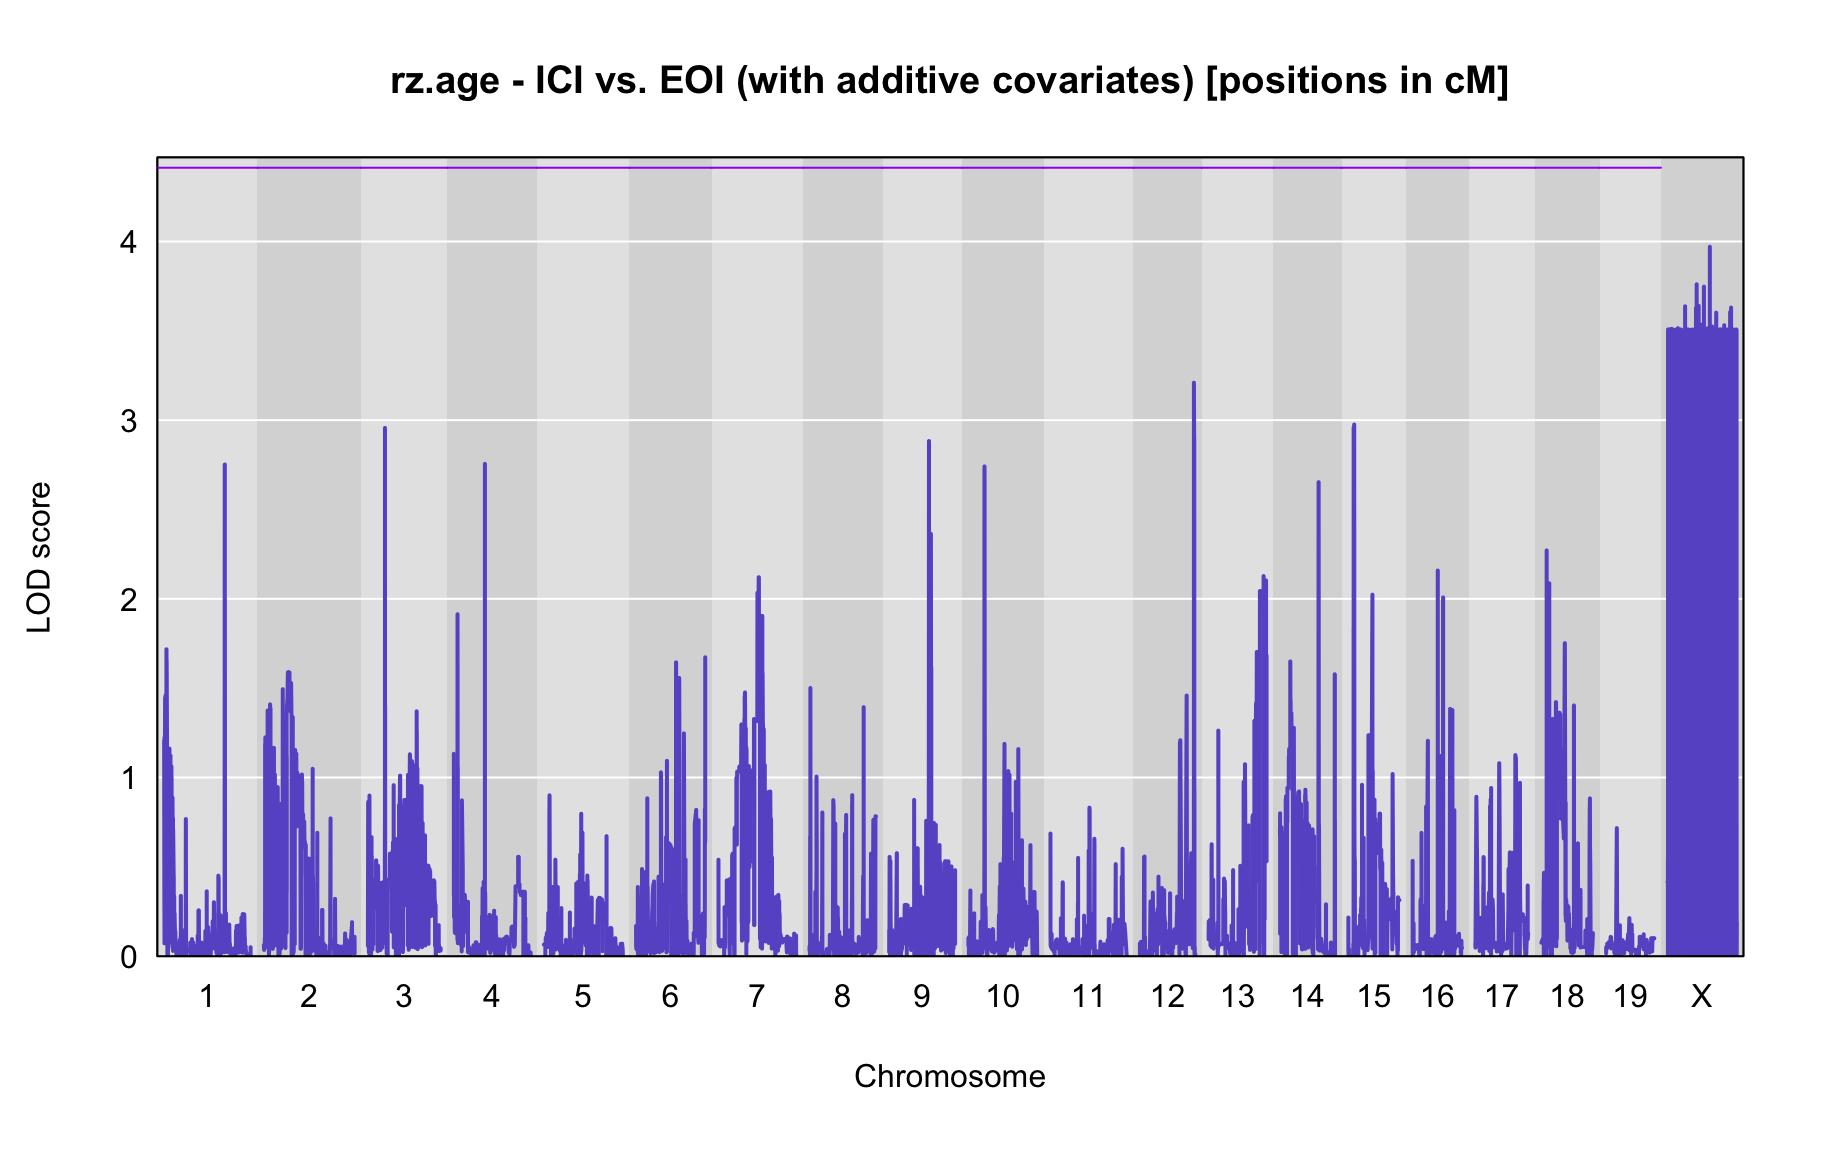 rz.age - ICI vs. EOI (with additive covariates) [positions in cM]
4
3
2
1
0
LOD score
1 2 3 4 5 6 7 8 9 10 11 12 13 14 15 16 17 18 19 X
Chromosome